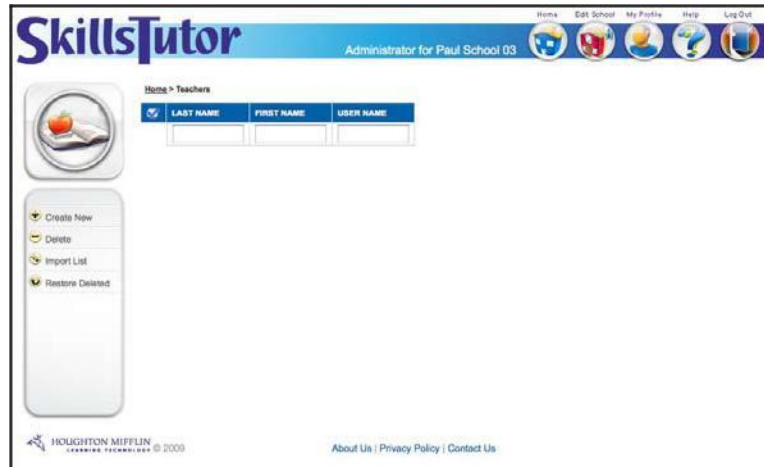 Home Edit School My Profile Help Log Out
SkillsTutor
Administrator for Paul School 03
Home > Teachers
LAST NAME FIRST NAME USER NAME
Create New
Delete
Import List
Restore Deleted
HOUGHTON MIFFLIN
LEARNING TECHNOLOGY © 2009
About Us | Privacy Policy | Contact Us